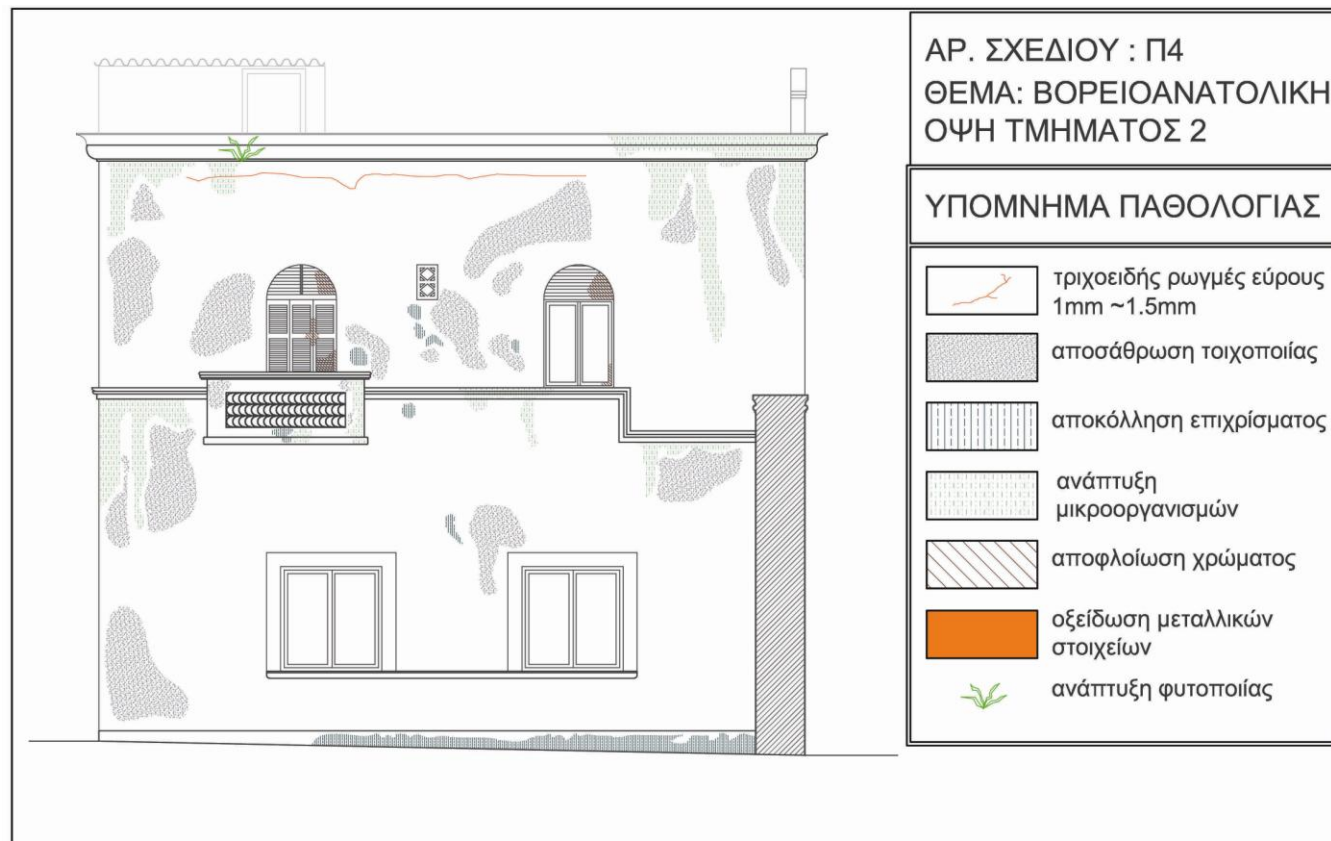 ΑΡ. ΣΧΕΔΙΟΥ : Π4
ΘΕΜΑ: ΒΟΡΕΙΟΑΝΑΤΟΛΙΚΗ
ΟΨΗ ΤΜΗΜΑΤΟΣ 2
ΥΠΟΜΝΗΜΑ ΠΑΘΟΛΟΓΙΑΣ
τριχοειδής ρωγμές εύρους
1mm ~1.5mm
αποσάθρωση τοιχοποιίας
αποκόλληση επιχρίσματος
ανάπτυξη
μικροοργανισμών
αποφλοίωση χρώματος
οξείδωση μεταλλικών
στοιχείων
ανάπτυξη φυτοποιίας